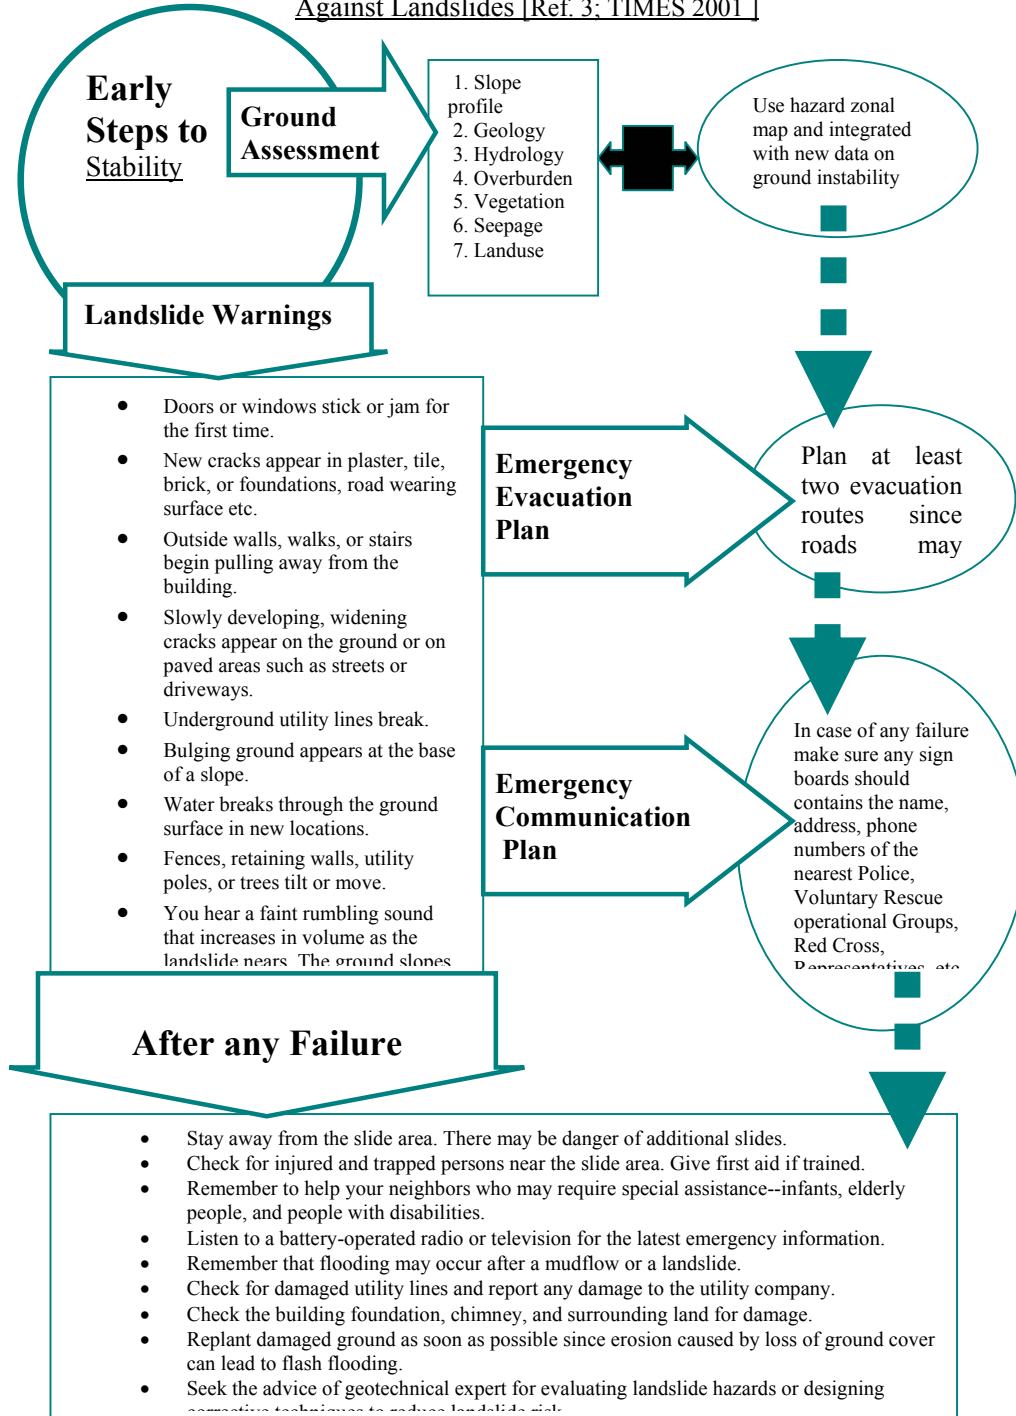 Against Landslides [Ref. 3; TIMES 2001 ]
Early
Steps to
Stability
Ground
Assessment
1. Slope
profile
2. Geology
3. Hydrology
4. Overburden
5. Vegetation
6. Seepage
7. Landuse
Use hazard zonal
map and integrated
with new data on
ground instability
Landslide Warnings
• Doors or windows stick or jam for
the first time.
• New cracks appear in plaster, tile,
brick, or foundations, road wearing
surface etc.
• Outside walls, walks, or stairs
begin pulling away from the
building.
• Slowly developing, widening
cracks appear on the ground or on
paved areas such as streets or
driveways.
• Underground utility lines break.
• Bulging ground appears at the base
of a slope.
• Water breaks through the ground
surface in new locations.
• Fences, retaining walls, utility
poles, or trees tilt or move.
• You hear a faint rumbling sound
that increases in volume as the
landslide nears. The ground slopes
Emergency
Evacuation
Plan
Plan at least
two evacuation
routes since
roads may
Emergency
Communication
Plan
In case of any failure
make sure any sign
boards should
contains the name,
address, phone
numbers of the
nearest Police,
Voluntary Rescue
operational Groups,
Red Cross,
Representatives, etc
After any Failure
• Stay away from the slide area. There may be danger of additional slides.
• Check for injured and trapped persons near the slide area. Give first aid if trained.
• Remember to help your neighbors who may require special assistance--infants, elderly
people, and people with disabilities.
• Listen to a battery-operated radio or television for the latest emergency information.
• Remember that flooding may occur after a mudflow or a landslide.
• Check for damaged utility lines and report any damage to the utility company.
• Check the building foundation, chimney, and surrounding land for damage.
• Replant damaged ground as soon as possible since erosion caused by loss of ground cover
can lead to flash flooding.
• Seek the advice of geotechnical expert for evaluating landslide hazards or designing
corrective techniques to reduce landslide risk